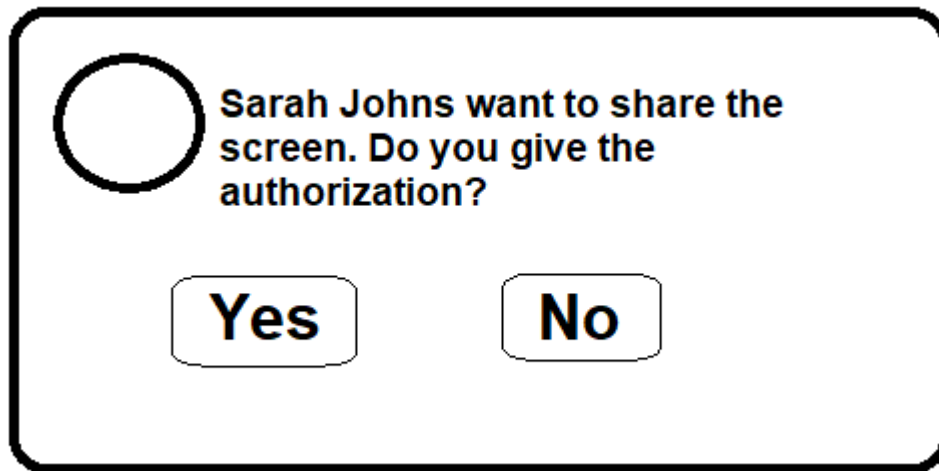 Sarah Johns want to share the
screen. Do you give the
authorization?
Yes No